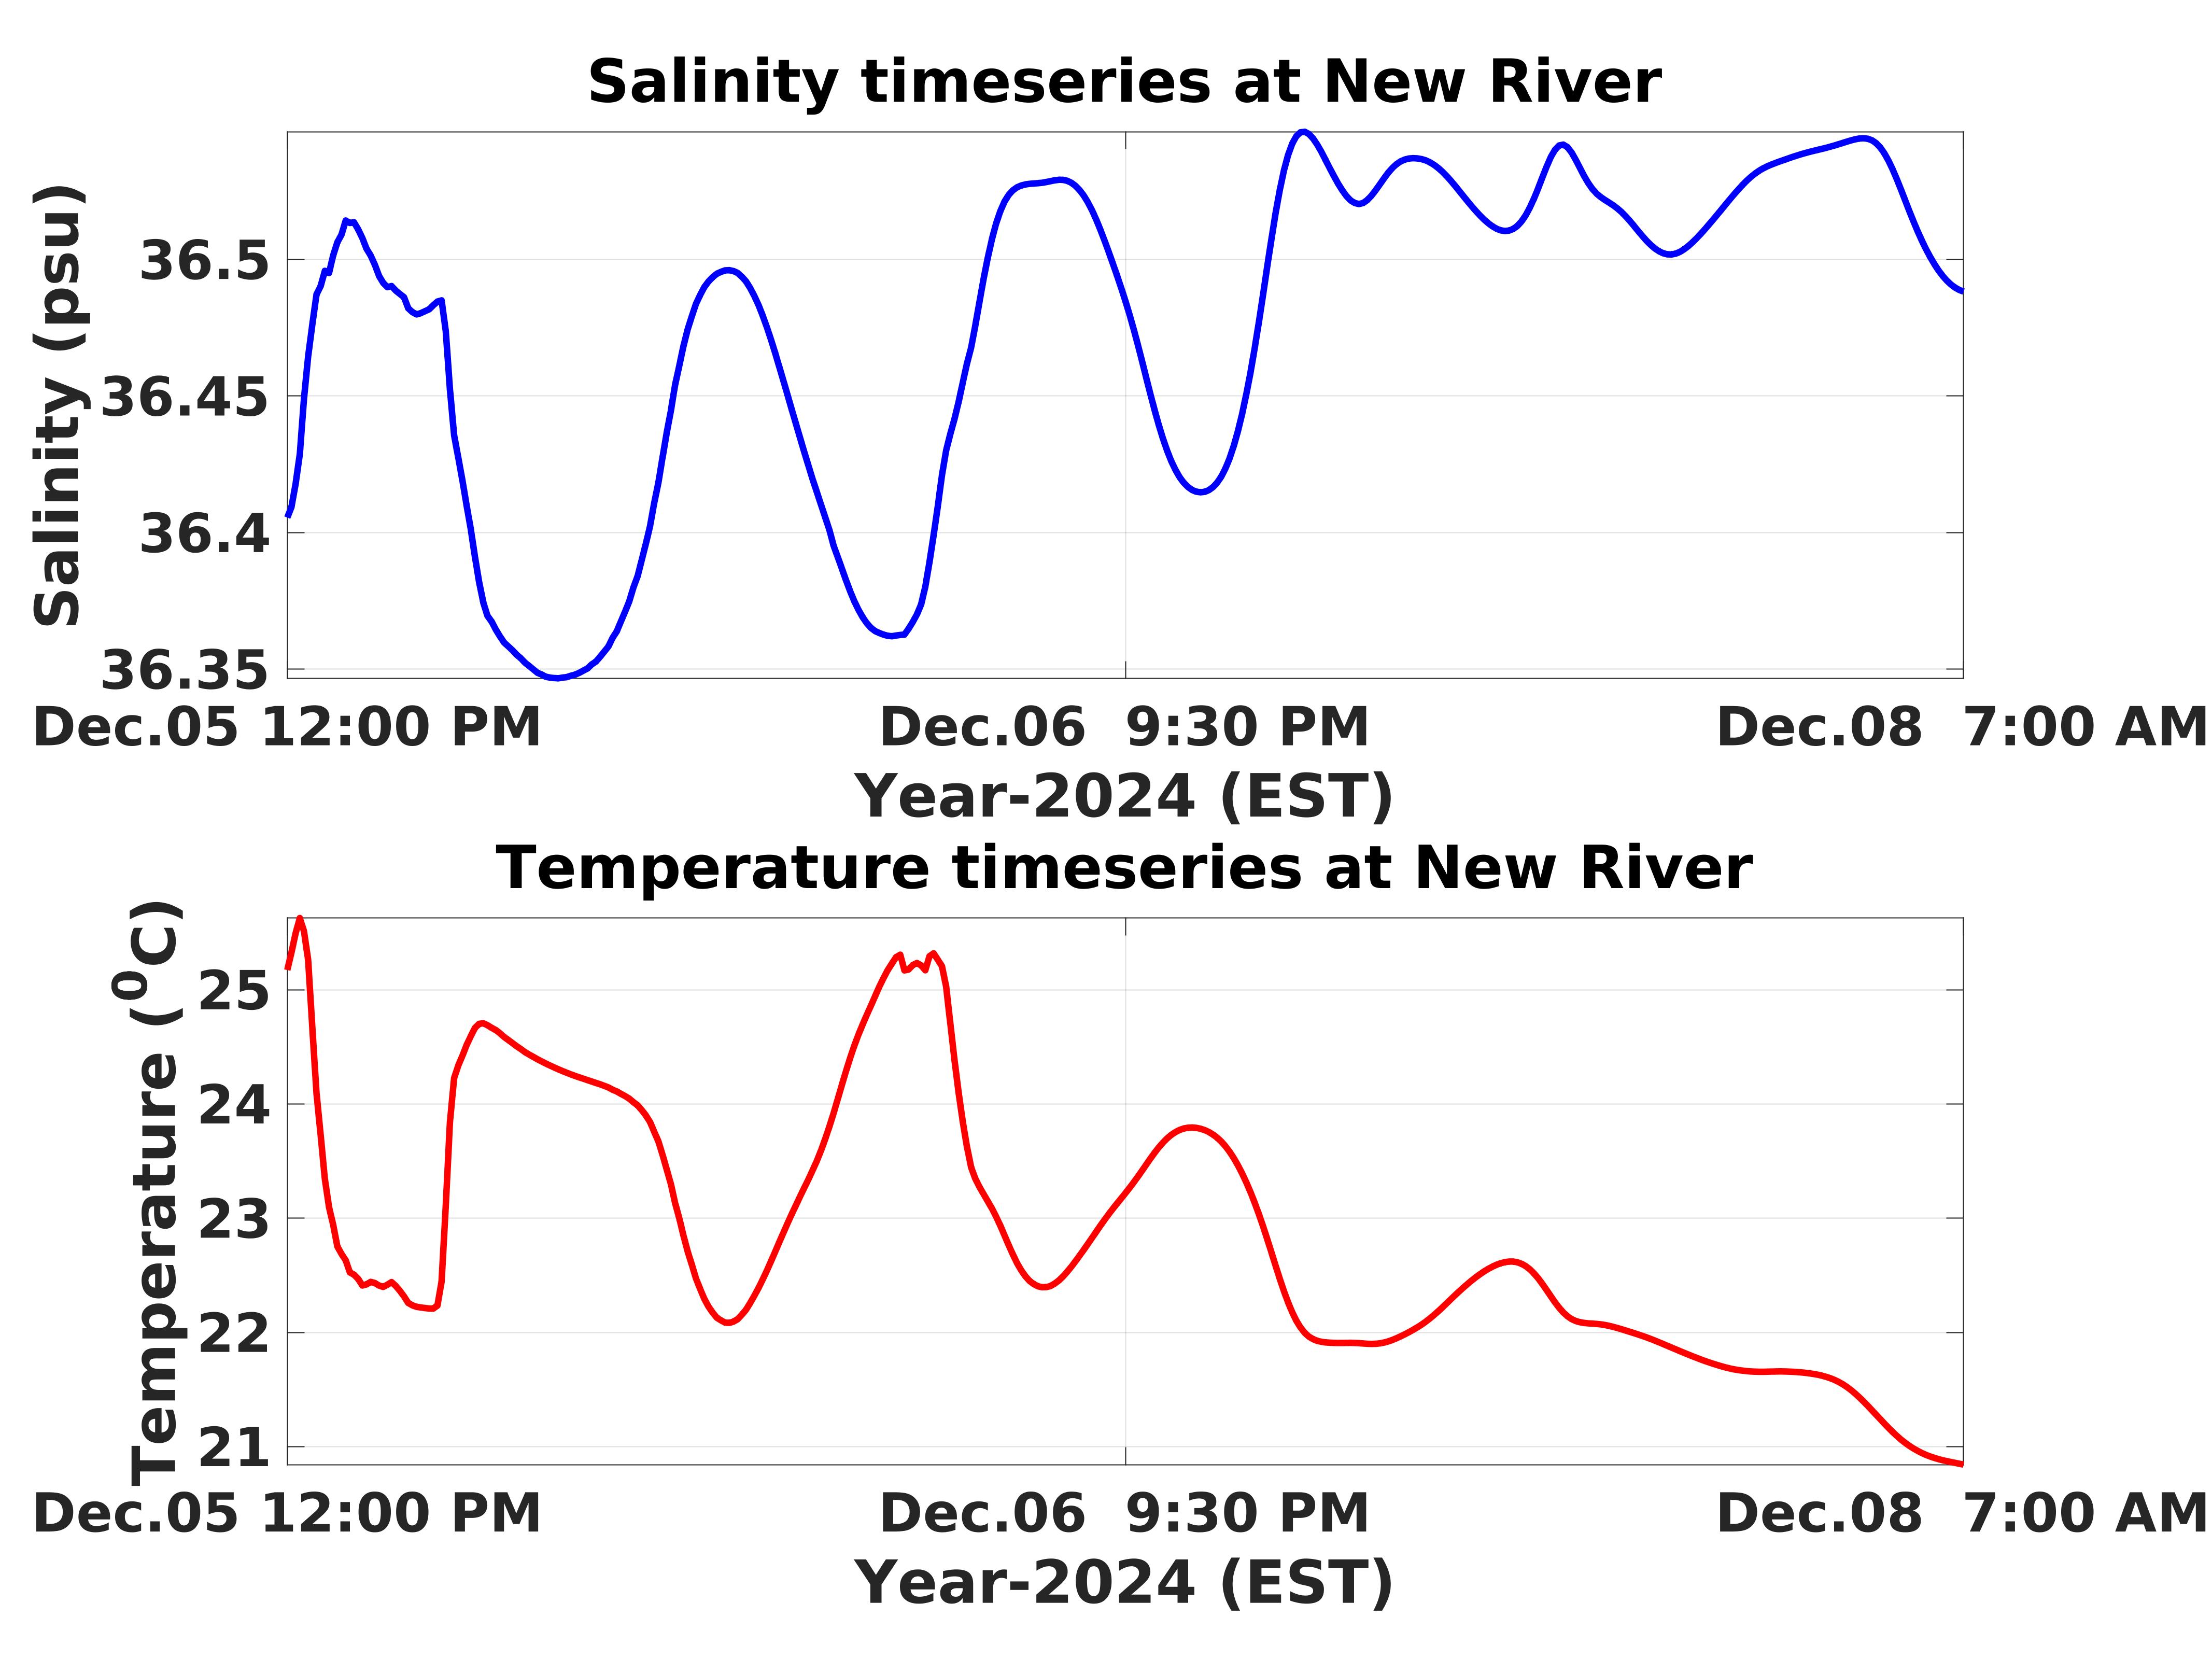 Salinity timeseries at New River
Salinity (psu)
36.5
36.45
36.4
36.35
Dec.05 12:00 PM
Dec.06  9:30 PM
Dec.08  7:00 AM
Year-2024 (EST)
Temperature timeseries at New River
Temperature (⁰C)
25
24
23
22
21
Dec.05 12:00 PM
Dec.06  9:30 PM
Dec.08  7:00 AM
Year-2024 (EST)